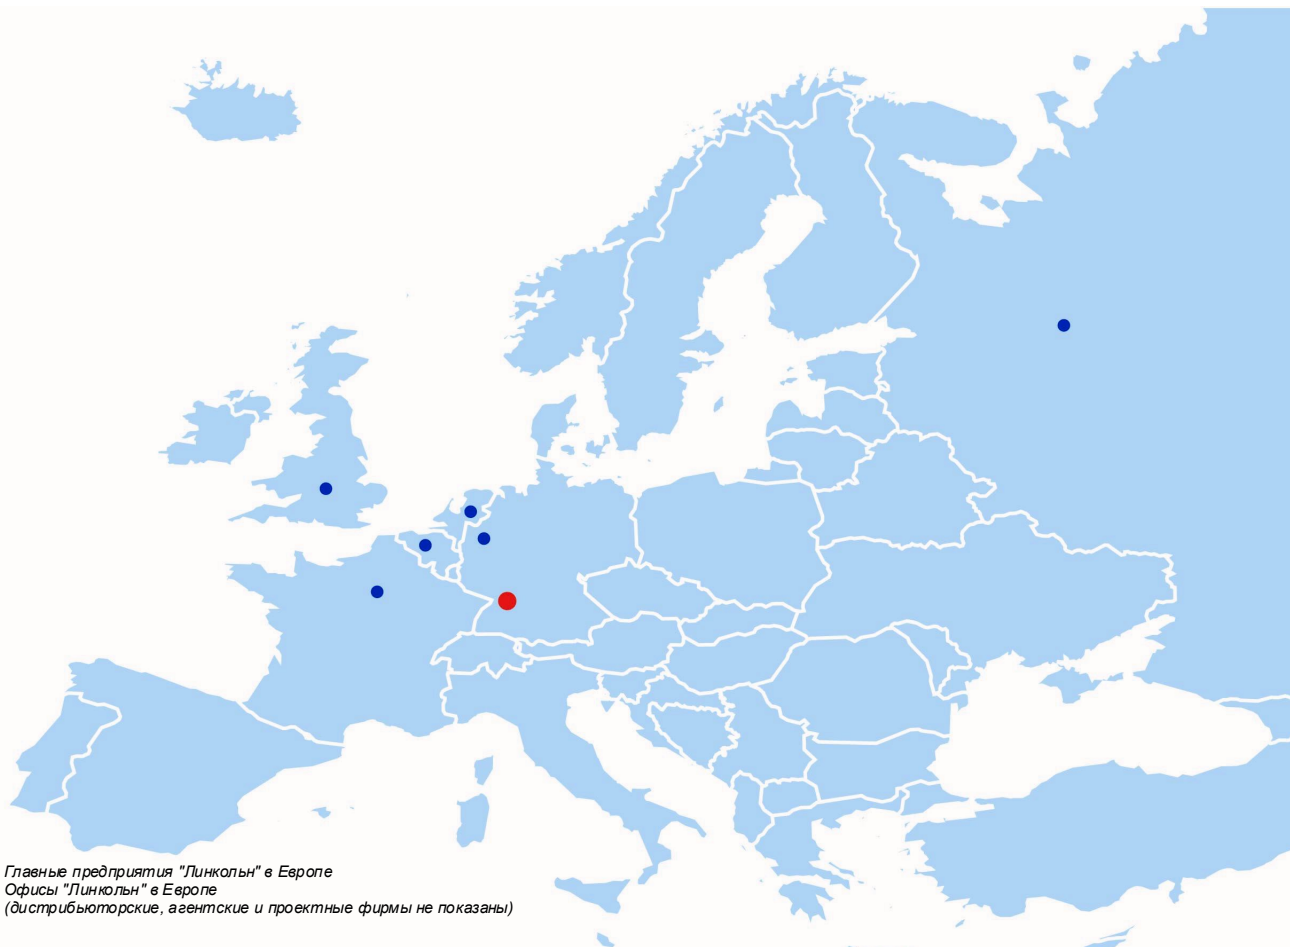 Главные предприятия "Линкольн" в Европе
Офисы "Линкольн" в Европе
(дистрибьюторские, агентские и проектные фирмы не показаны)